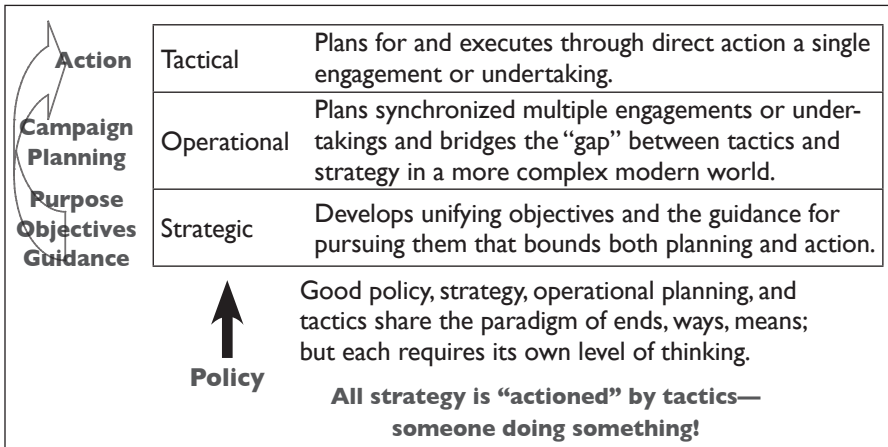 Action
Tactical
Plans for and executes through direct action a single
engagement or undertaking.
Campaign
Planning
Operational
Plans synchronized multiple engagements or under-
takings and bridges the “gap” between tactics and
strategy in a more complex modern world.
Purpose
Objectives
Guidance
Strategic
Develops unifying objectives and the guidance for
pursuing them that bounds both planning and action.
Policy
Good policy, strategy, operational planning, and
tactics share the paradigm of ends, ways, means;
but each requires its own level of thinking.
All strategy is “actioned” by tactics—
someone doing something!